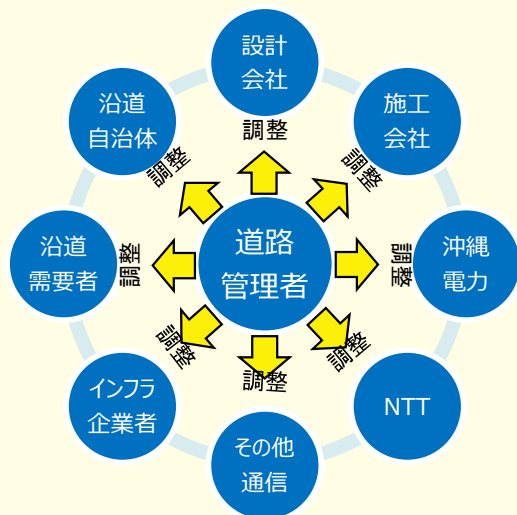 設計
会社
調整
施工
会社
調整
沖縄
電力
調整
NTT
調整
その他
通信
調整
インフラ
企業者
調整
沿道
需要者
調整
沿道
自治体
調整
道路
管理者